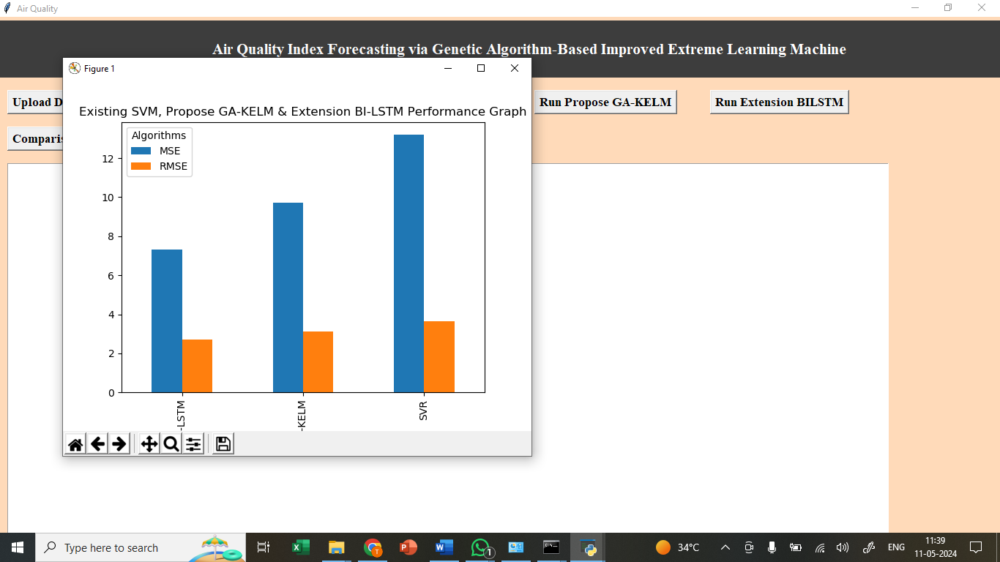 Air Quality
Air Quality Index Forecasting via Genetic Algorithm-Based Improved Extreme Learning Machine
Figure 1
Upload D
Run Propose GA-KELM
Run Extension BILSTM
Comparis
Existing SVM, Propose GA-KELM & Extension BI-LSTM Performance Graph
Algorithms
MSE
RMSE
12
10
8
6
4
2
0
-LSTM
-KELM
SVR
Type here to search
1
34°C
ENG
11:39
11-05-2024